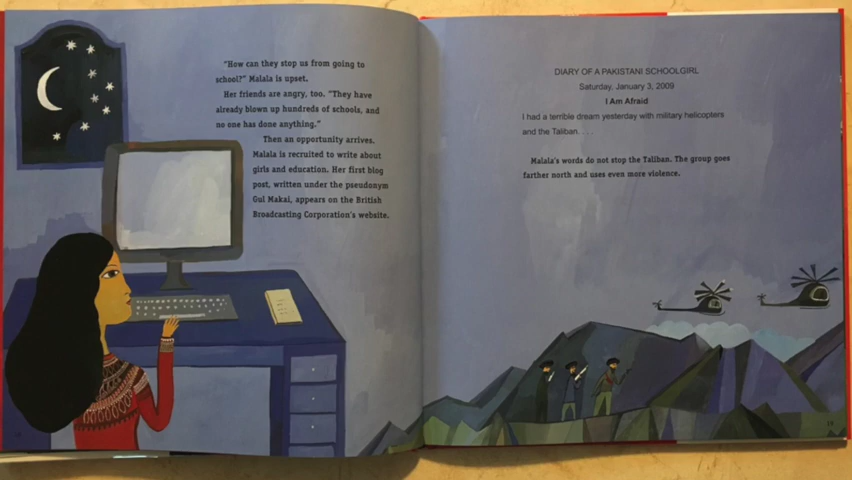 "How can they stop us from going to
school?" Malala is upset.
Her friends are angry, too. "They have
already blown up hundreds of schools, and
no one has done anything."
Then an opportunity arrives.
Malala is recruited to write about
girls and education. Her first blog
post, written under the pseudonym
Gul Makai, appears on the British
Broadcasting Corporation's website.
DIARY OF A PAKISTANI SCHOOLGIRL
Saturday, January 3, 2009
I Am Afraid
I had a terrible dream yesterday with military helicopters
and the Taliban. . . .
Malala's words do not stop the Taliban. The group goes
farther north and uses even more violence.